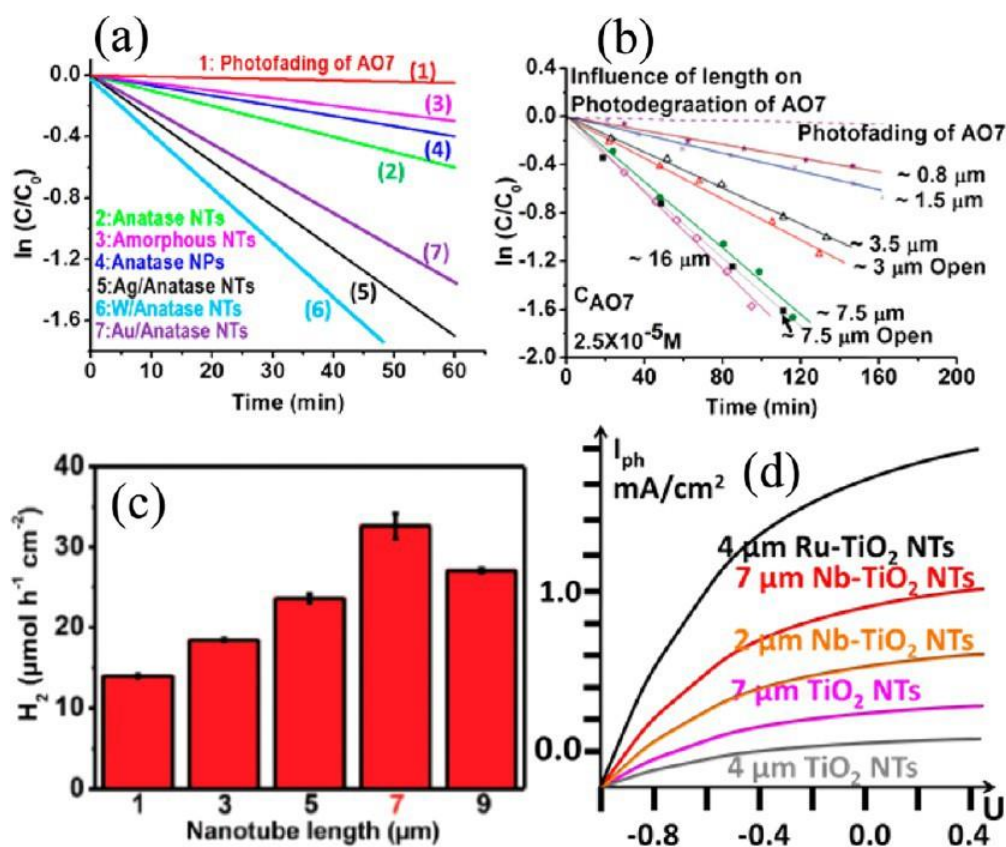 (a)
1: Photofading of AO7
(1)
(3)
(4)
(2)
(7)
(5)
(6)
2:Anatase NTs
3:Amorphous NTs
4:Anatase NPs
5:Ag/Anatase NTs
6:W/Anatase NTs
7:Au/Anatase NTs
ln (C/C0)
0.0
-0.4
-0.8
-1.2
-1.6
0 20 40 60
Time (min)
(b)
Influence of length on
Photodegraation of AO7
Photofading of AO7
~ 0.8 μm
~ 1.5 μm
~ 3.5 μm
~ 3 μm Open
~ 16 μm
~ 7.5 μm
~ 7.5 μm Open
CAO7
2.5X10-5M
ln (C/C0)
0.4
0.0
-0.4
-0.8
-1.2
-1.6
-2.0
0 40 80 120 160 200
Time (min)
(c)
H2 (μmol h-1 cm-2)
40
30
20
10
0
1 3 5 7 9
Nanotube length (μm)
(d)
Iph
mA/cm2
4 μm Ru-TiO2 NTs
7 μm Nb-TiO2 NTs
2 μm Nb-TiO2 NTs
7 μm TiO2 NTs
4 μm TiO2 NTs
1.0
0.0
U
-0.8 -0.4 0.0 0.4